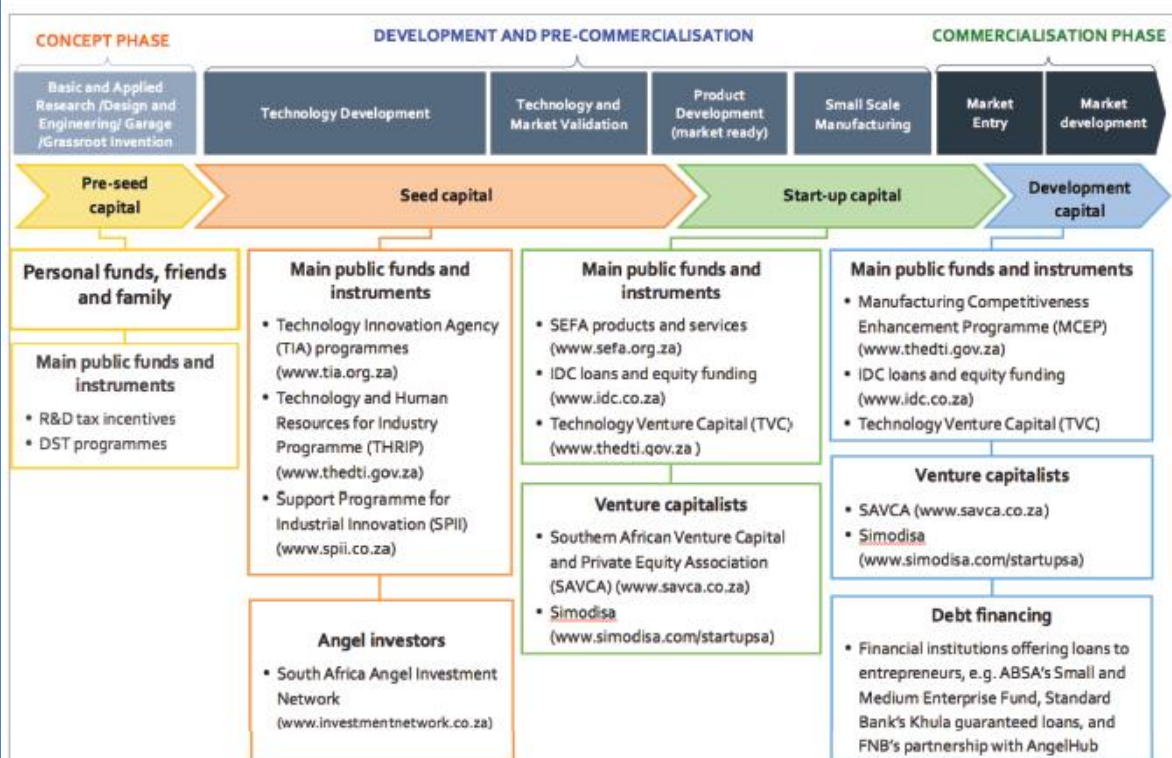 CONCEPT PHASE
DEVELOPMENT AND PRE-COMMERCIALISATION
COMMERCIALISATION PHASE
Basic and Applied
Research /Design and
Engineering/ Garage
/Grassroot Invention
Technology Development
Technology and
Market Validation
Product
Development
(market ready)
Small Scale
Manufacturing
Market
Entry
Market
development
Pre-seed
capital
Seed capital
Start-up capital
Development
capital
Personal funds, friends
and family
Main public funds and
instruments
• R&D tax incentives
• DST programmes
Main public funds and
instruments
• Technology Innovation Agency
(TIA) programmes
(www.tia.org.za)
• Technology and Human
Resources for Industry
Programme (THRIP)
(www.thedti.gov.za)
• Support Programme for
Industrial Innovation (SPII)
(www.spii.co.za)
Angel investors
• South Africa Angel Investment
Network
(www.investmentnetwork.co.za)
Main public funds and
instruments
• SEFA products and services
(www.sefa.org.za)
• IDC loans and equity funding
(www.idc.co.za)
• Technology Venture Capital (TVC)
(www.thedti.gov.za )
Venture capitalists
• Southern African Venture Capital
and Private Equity Association
(SAVCA) (www.savca.co.za)
• Simodisa
(www.simodisa.com/startupsa)
Main public funds and instruments
• Manufacturing Competitiveness
Enhancement Programme (MCEP)
(www.thedti.gov.za)
• IDC loans and equity funding
(www.idc.co.za)
• Technology Venture Capital (TVC)
Venture capitalists
• SAVCA (www.savca.co.za)
• Simodisa
(www.simodisa.com/startupsa)
Debt financing
• Financial institutions offering loans to
entrepreneurs, e.g. ABSA's Small and
Medium Enterprise Fund, Standard
Bank's Khula guaranteed loans, and
FNB's partnership with AngelHub